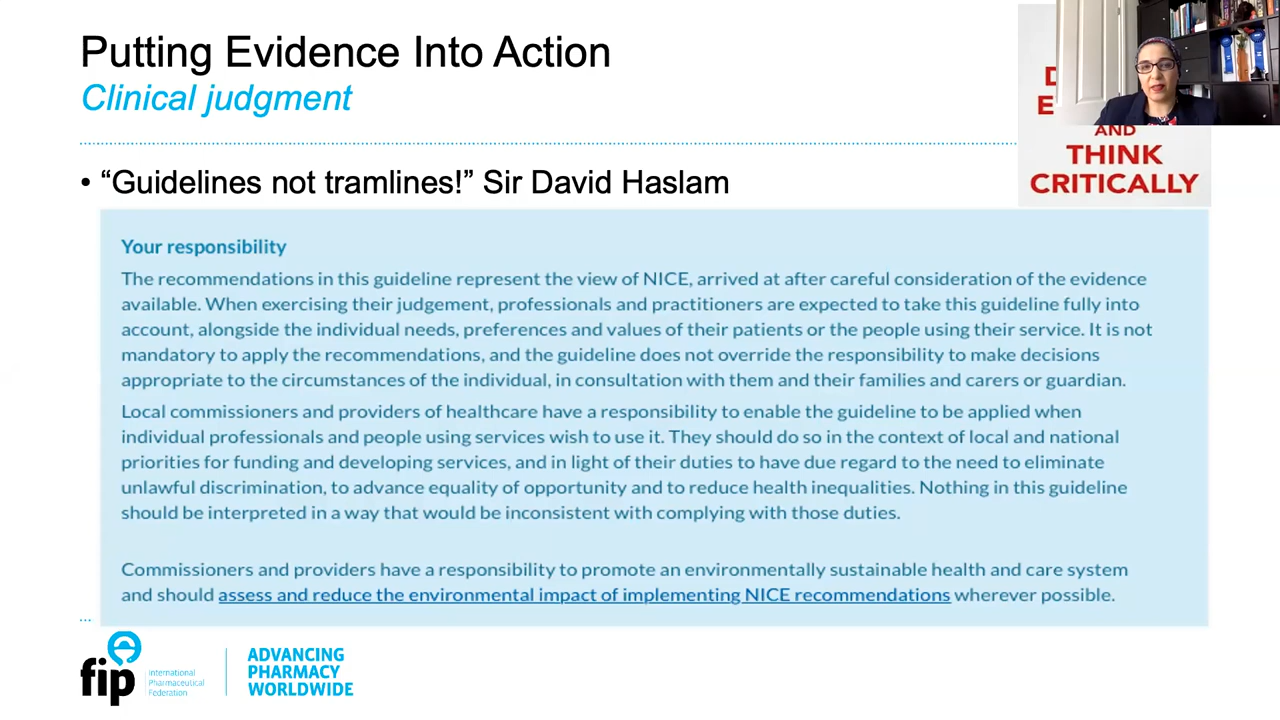 Putting Evidence Into Action
Clinical judgment
AND
THINK
CRITICALLY
• “Guidelines not tramlines!” Sir David Haslam
Your responsibility
The recommendations in this guideline represent the view of NICE, arrived at after careful consideration of the evidence
available. When exercising their judgement, professionals and practitioners are expected to take this guideline fully into
account, alongside the individual needs, preferences and values of their patients or the people using their service. It is not
mandatory to apply the recommendations, and the guideline does not override the responsibility to make decisions
appropriate to the circumstances of the individual, in consultation with them and their families and carers or guardian.
Local commissioners and providers of healthcare have a responsibility to enable the guideline to be applied when
individual professionals and people using services wish to use it. They should do so in the context of local and national
priorities for funding and developing services, and in light of their duties to have due regard to the need to eliminate
unlawful discrimination, to advance equality of opportunity and to reduce health inequalities. Nothing in this guideline
should be interpreted in a way that would be inconsistent with complying with those duties.
Commissioners and providers have a responsibility to promote an environmentally sustainable health and care system
and should assess and reduce the environmental impact of implementing NICE recommendations wherever possible.
...
fip
International
Pharmaceutical
Federation
ADVANCING
PHARMACY
WORLDWIDE